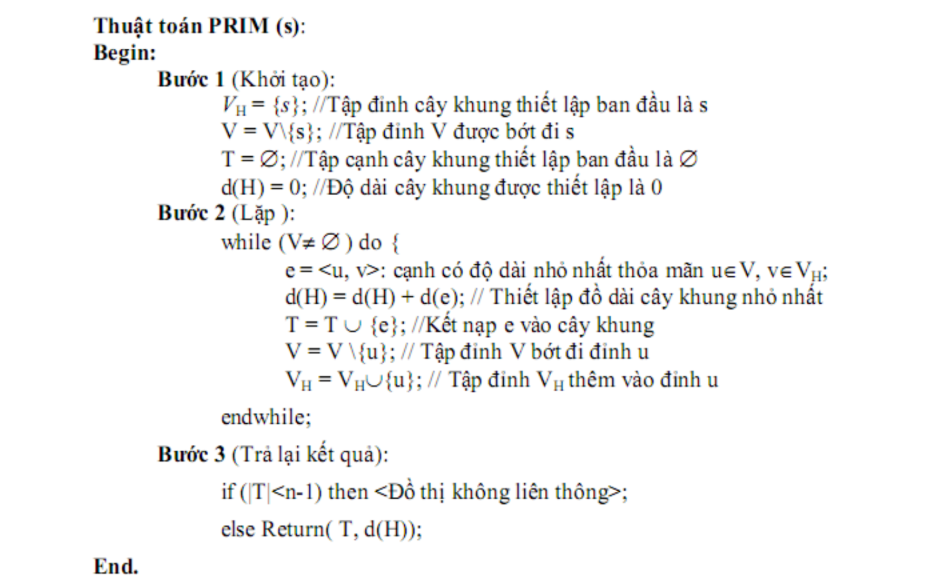 Thuật toán PRIM (s):
Begin:
Bước 1 (Khởi tạo):
V_H = {s}; //Tập đỉnh cây khung thiết lập ban đầu là s
V = V\{s}; //Tập đỉnh V được bớt đi s
T = ∅; //Tập cạnh cây khung thiết lập ban đầu là ∅
d(H) = 0; //Độ dài cây khung được thiết lập là 0
Bước 2 (Lặp ):
while (V≠ ∅ ) do {
e = <u, v>: cạnh có độ dài nhỏ nhất thỏa mãn u∈V, v∈V_H;
d(H) = d(H) + d(e); // Thiết lập đồ dài cây khung nhỏ nhất
T = T ∪ {e}; //Kết nạp e vào cây khung
V = V \{u}; // Tập đỉnh V bớt đi đỉnh u
V_H = V_H∪{u}; // Tập đỉnh V_H thêm vào đỉnh u
endwhile;
Bước 3 (Trả lại kết quả):
if (|T|<n-1) then <Đồ thị không liên thông>;
else Return( T, d(H));
End.